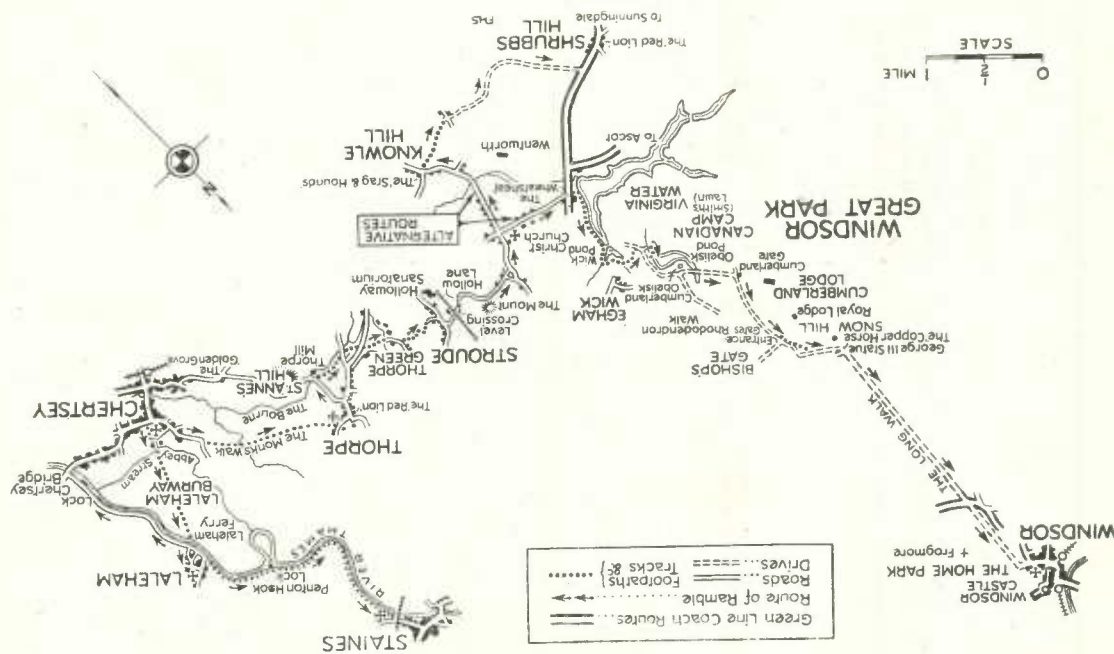 WINDSOR
WINDSOR
CASTLE
THE HOME PARK
Frogmore
Green Line Coach Routes
Route of Ramble
Roads
Drives
Footpaths
& Tracks
STAINES
RIVER THAMES
Penton Hook
Lock
LALEHAM
Laleham
Ferry
LALEHAM
BURWAY
Abbey Stream
Lock
Chertsey
Bridge
CHERTSEY
THE LONG WALK
George III Statue
The Copper Horse
SNOW
HILL
Royal Lodge
CUMBERLAND
LODGE
Cumberland
Gate
BISHOP'S
GATE
Entrance
Gates
Rhododendron
Walk
Cumberland
Obelisk
Obelisk
Pond
CANADIAN
CAMP
(Smiths
Lawn)
WINDSOR
GREAT PARK
EGHAM
WICK
Wick
Pond
VIRGINIA
WATER
To Ascot
THORPE
The 'Red Lion'
The Monks Walk
The Bourne
ST ANNES
HILL
The
Golden Grove
Thorpe
Mill
THORPE
GREEN
STROUDE
Level
Crossing
The Mount
Hollow
Lane
Holloway
Sanatorium
Christ
Church
The
Wheatsheaf
ALTERNATIVE
ROUTES
The 'Stag & Hounds'
KNOWLE
HILL
Wentworth
SHRUBBS
HILL
The 'Red Lion'
To Sunningdale
FHS
N
0 ½ 1 MILE
SCALE